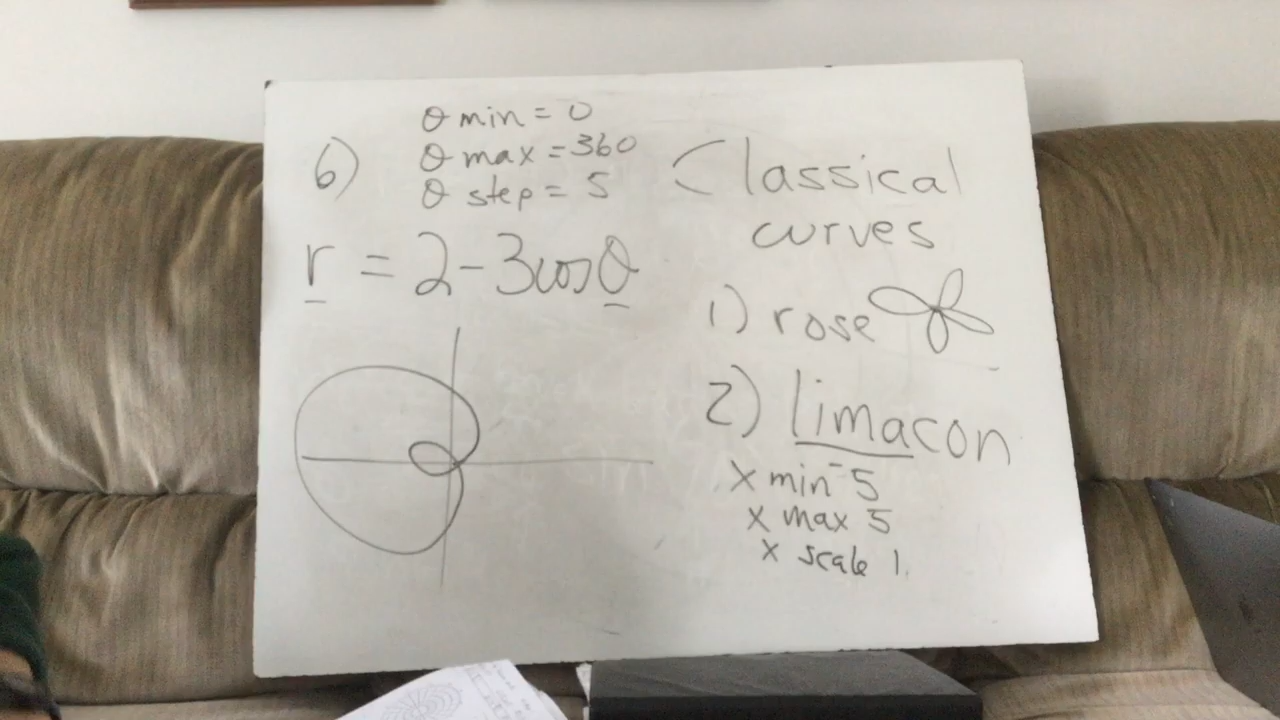 6)
θ min = 0
θ max = 360
θ step = 5
r = 2 - 3cosθ
Classical
curves
1) rose
2) limacon
X min -5
X max 5
X scale 1